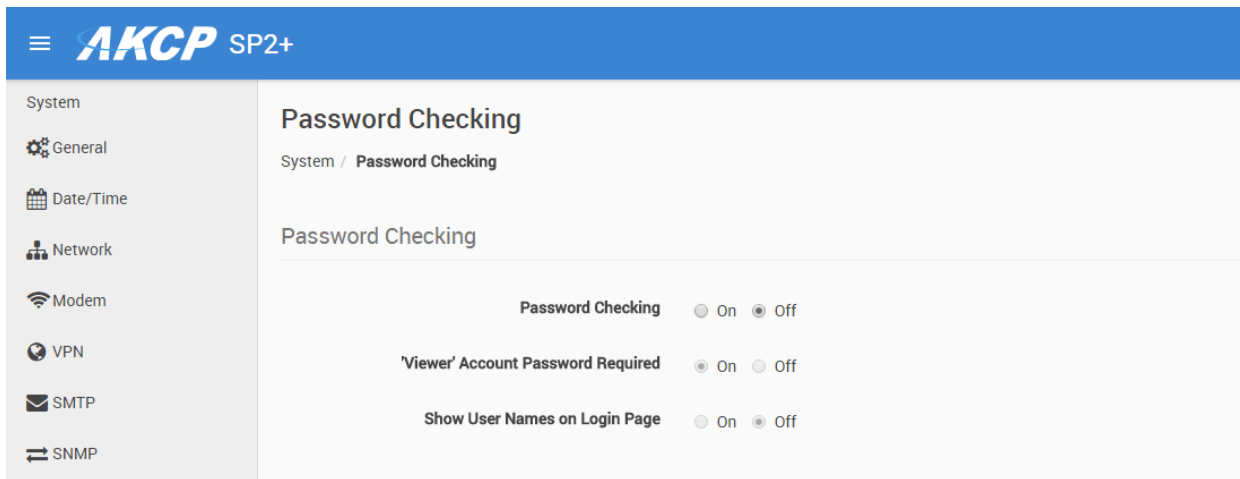 AKCP SP2+
System
General
Date/Time
Network
Modem
VPN
SMTP
SNMP
Password Checking
System / Password Checking
Password Checking
Password Checking On Off
'Viewer' Account Password Required On Off
Show User Names on Login Page On Off